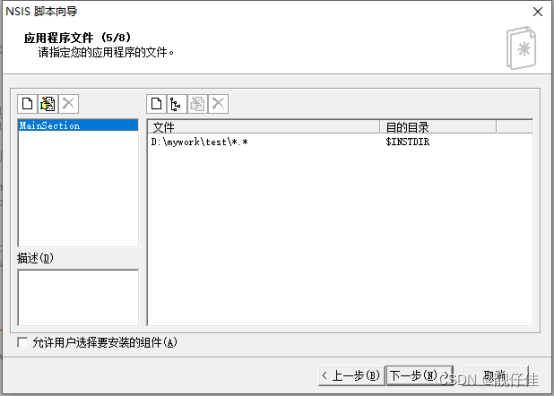 NSIS 脚本向导
应用程序文件 (5/8)
请指定您的应用程序的文件。
MainSection
文件 目的目录
D:\mywork\test\*.* $INSTDIR
描述(D)
允许用户选择要安装的组件(A)
< 上一步(B) 下一步(N) > 取消
CSDN @靓仔佳